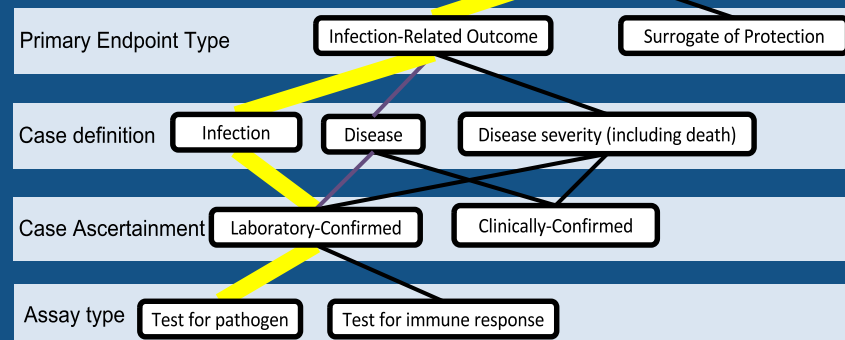 Primary Endpoint Type
Infection-Related Outcome
Surrogate of Protection
Case definition
Infection
Disease
Disease severity (including death)
Case Ascertainment
Laboratory-Confirmed
Clinically-Confirmed
Assay type
Test for pathogen
Test for immune response